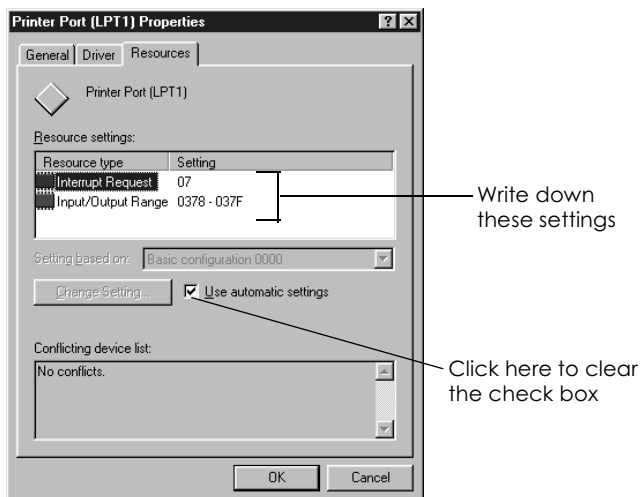 Printer Port (LPT1) Properties
General Driver Resources
Printer Port (LPT1)
Resource settings:
Resource type Setting
Interrupt Request 07
Input/Output Range 0378 - 037F
Write down
these settings
Setting based on: Basic configuration 0000
Change Setting... Use automatic settings
Conflicting device list:
No conflicts.
Click here to clear
the check box
OK Cancel